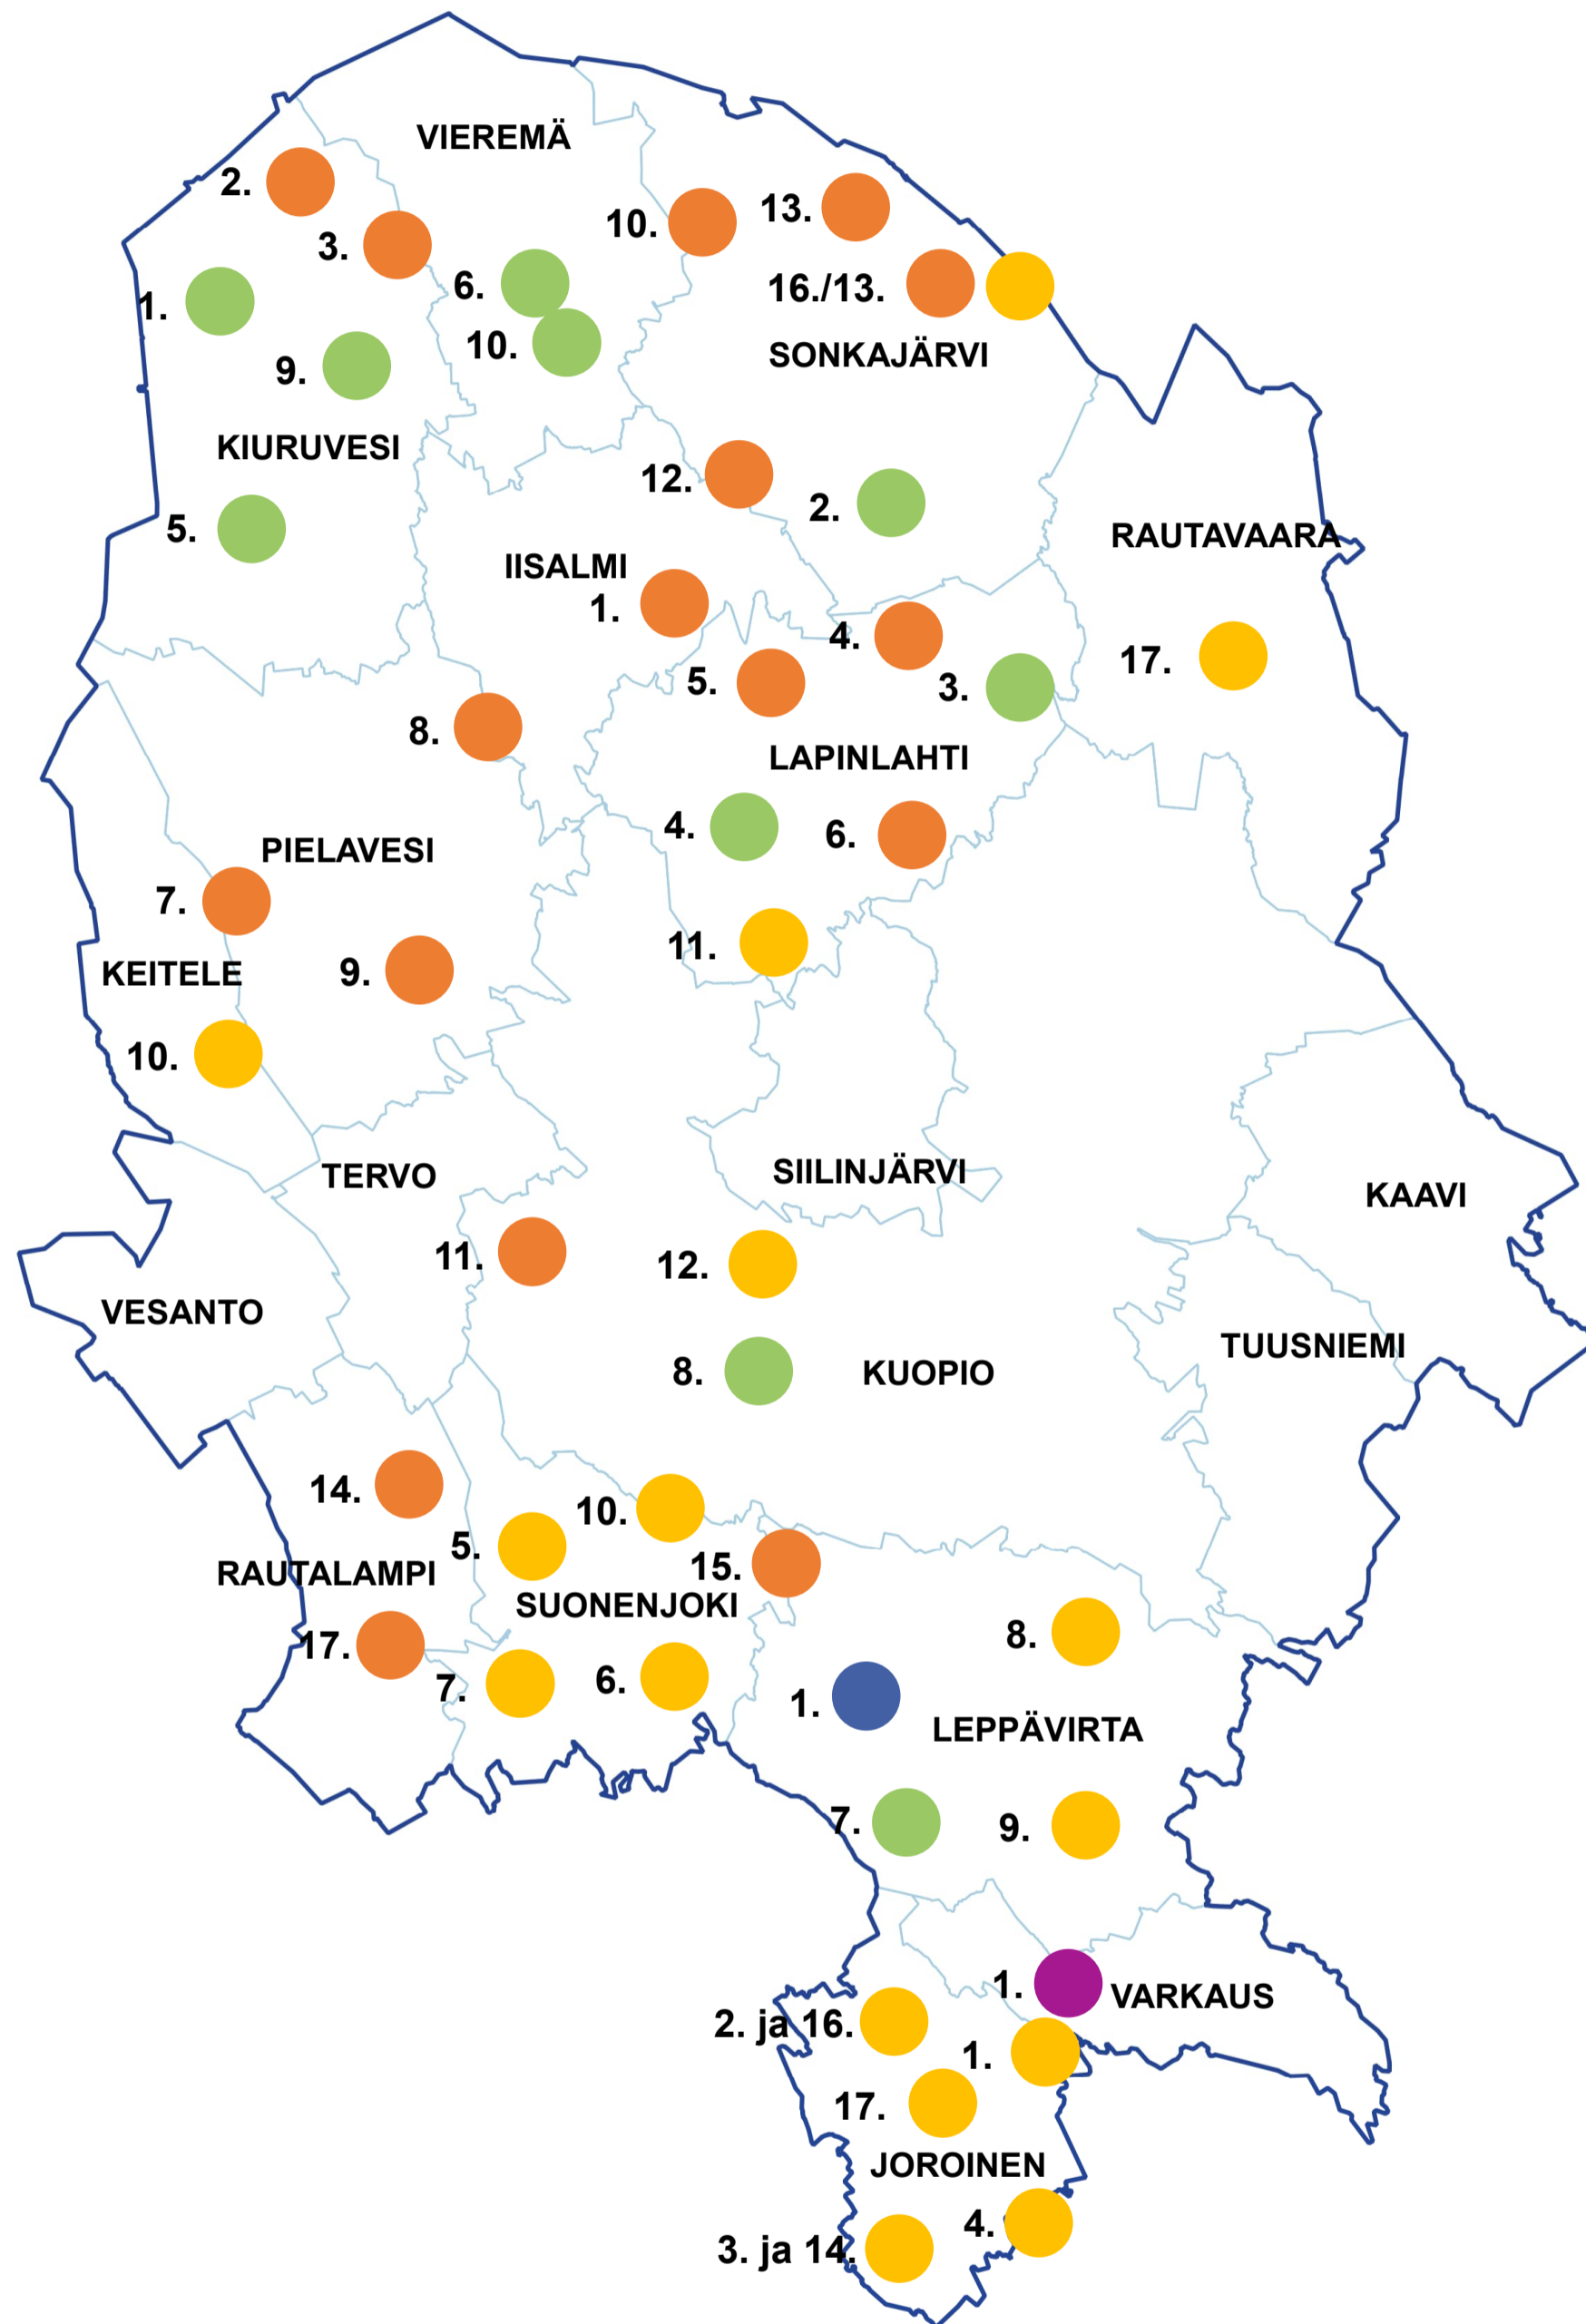 VIEREMÄ
2.
13.
10.
3.
6.
16./13.
1.
10.
SONKAJÄRVI
9.
KIURUVESI
12.
2.
5.
RAUTAVAARA
IISALMI
1.
4.
17.
5.
3.
8.
LAPINLAHTI
4.
6.
PIELAVESI
7.
11.
KEITELE
9.
10.
TERVO
SIILINJÄRVI
KAAVI
11.
12.
VESANTO
TUUSNIEMI
8.
KUOPIO
14.
10.
5.
15.
RAUTALAMPI
SUONENJOKI
8.
17.
6.
7.
1.
LEPPÄVIRTA
7.
9.
1.
VARKAUS
2. ja 16.
1.
17.
JOROINEN
4.
3. ja 14.